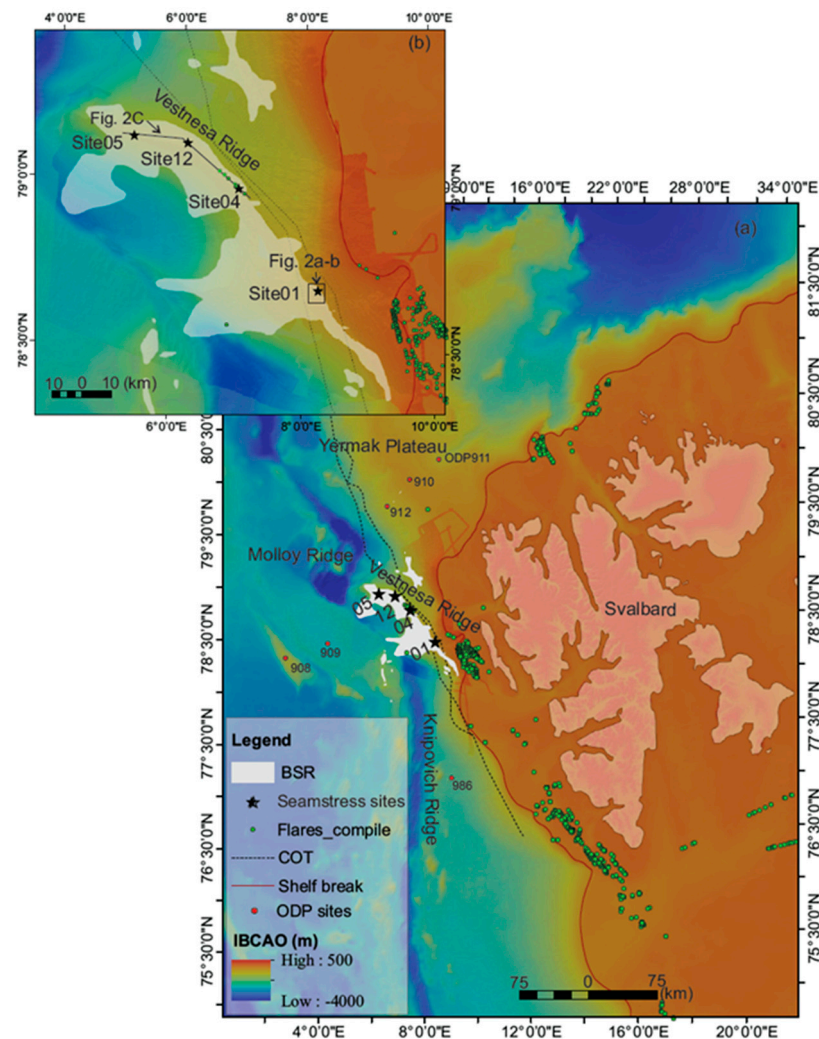 4°0'0"E
6°0'0"E
8°0'0"E
10°0'0"E
(b)
Vestnesa Ridge
Fig. 2C
Site05
Site12
Site04
Fig. 2a-b
Site01
79°0'0"N
78°30'0"N
79°0'0"N
78°30'0"N
10 0 10 (km)
6°0'0"E
8°0'0"E
10°0'0"E
16°0'0"E
22°0'0"E
34°0'0"E
(a)
81°30'0"N
80°30'0"N
79°30'0"N
78°30'0"N
77°30'0"N
76°30'0"N
75°30'0"N
80°30'0"N
79°30'0"N
78°30'0"N
77°30'0"N
76°30'0"N
75°30'0"N
Yermak Plateau
ODP911
910
912
Molloy Ridge
Vestnesa Ridge
05
12
04
01
Svalbard
909
908
Knipovich Ridge
986
Legend
BSR
Seamstress sites
Flares_compile
COT
Shelf break
ODP sites
IBCAO (m)
High : 500
Low : -4000
75 0 75
(km)
4°0'0"E
8°0'0"E
12°0'0"E
16°0'0"E
20°0'0"E